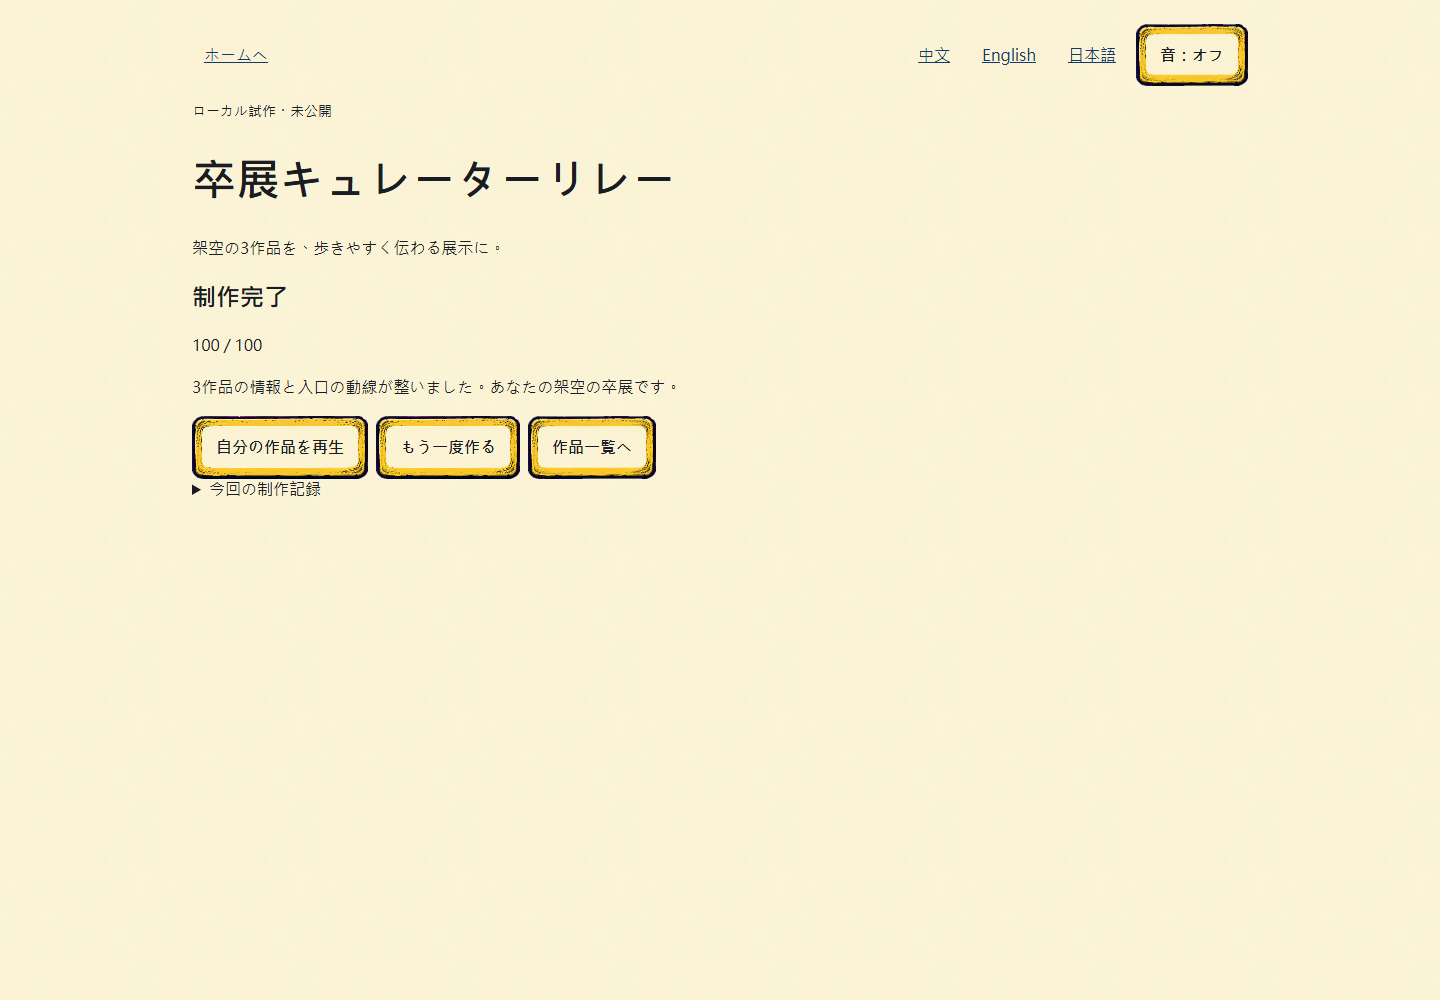 ホームへ
中文 English 日本語 音：オフ
ローカル試作・未公開
卒展キュレーターリレー
架空の3作品を、歩きやすく伝わる展示に。
制作完了
100 / 100
3作品の情報と入口の動線が整いました。あなたの架空の卒展です。
自分の作品を再生 もう一度作る 作品一覧へ
今回の制作記録